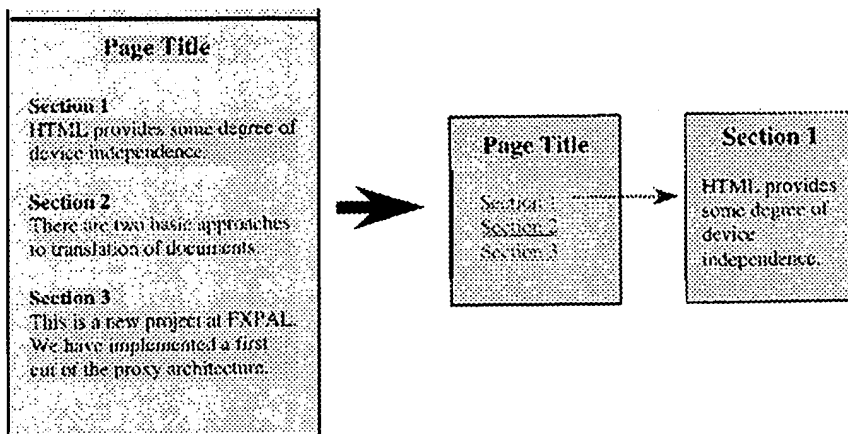 Page Title
Section 1
HTML provides some degree of
device independence.
Section 2
There are two basic approaches
to translation of documents
Section 3
This is a new project at FXPAL.
We have implemented a first
cut of the proxy architecture.
Page Title
Section 1
Section 2
Section 3
Section 1
HTML provides
some degree of
device
independence.